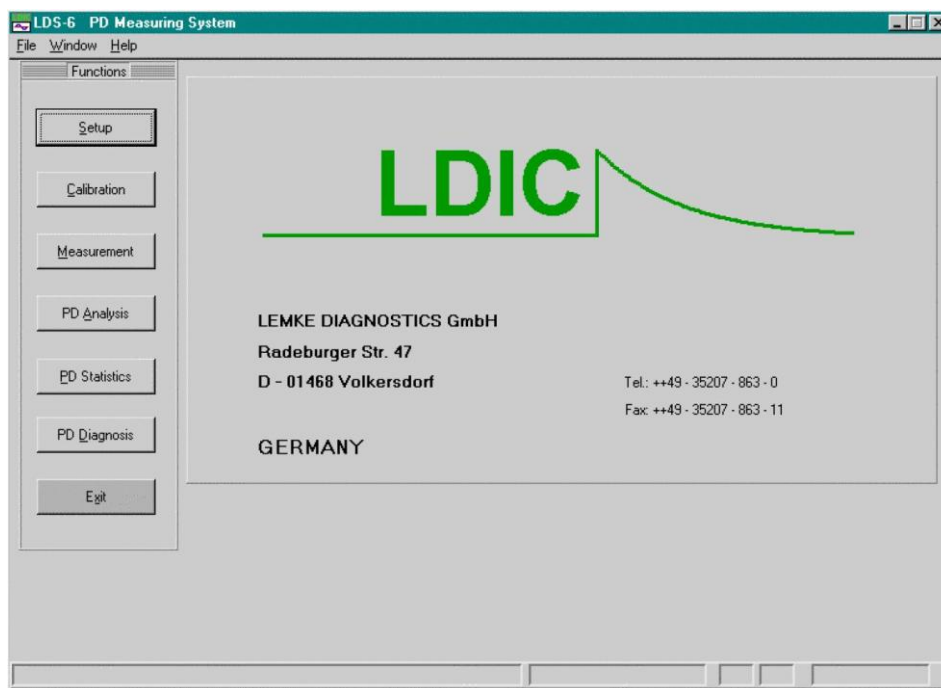 LDS-6 PD Measuring System
File Window Help
Functions
Setup
Calibration
Measurement
PD Analysis
PD Statistics
PD Diagnosis
Exit
LDIC
LEMKE DIAGNOSTICS GmbH
Radeburger Str. 47
D - 01468 Volkersdorf
GERMANY
Tel.: ++49 - 35207 - 863 - 0
Fax: ++49 - 35207 - 863 - 11